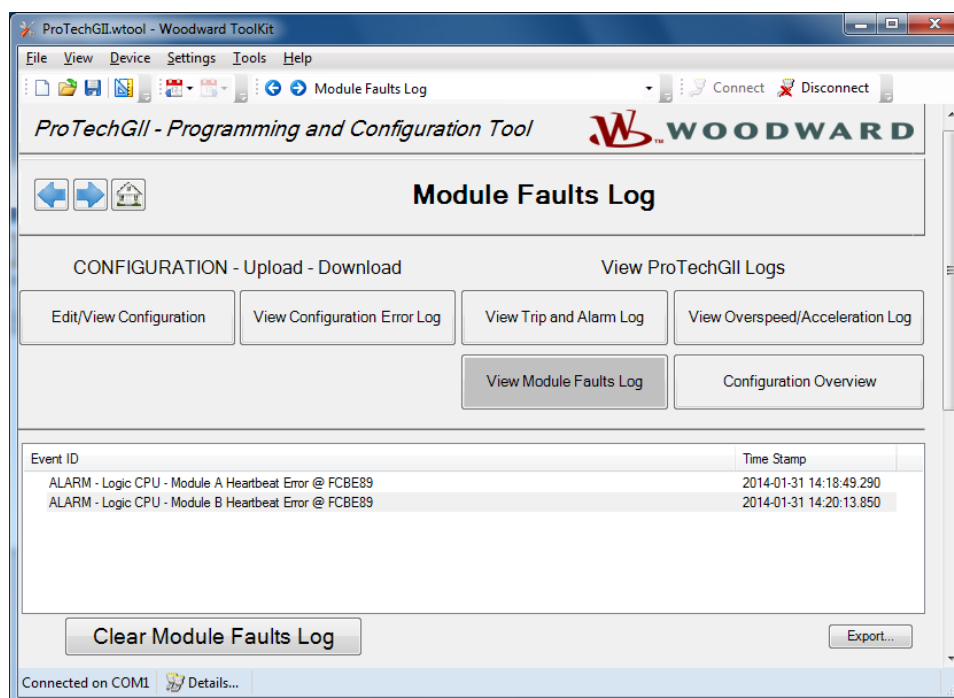 ProTechGII.wtool - Woodward ToolKit
File View Device Settings Tools Help
Module Faults Log Connect Disconnect
ProTechGII - Programming and Configuration Tool WOODWARD
Module Faults Log
CONFIGURATION - Upload - Download View ProTechGII Logs
Edit/View Configuration View Configuration Error Log View Trip and Alarm Log View Overspeed/Acceleration Log
View Module Faults Log Configuration Overview
Event ID Time Stamp
ALARM - Logic CPU - Module A Heartbeat Error @ FCBE89 2014-01-31 14:18:49.290
ALARM - Logic CPU - Module B Heartbeat Error @ FCBE89 2014-01-31 14:20:13.850
Clear Module Faults Log Export...
Connected on COM1 Details...